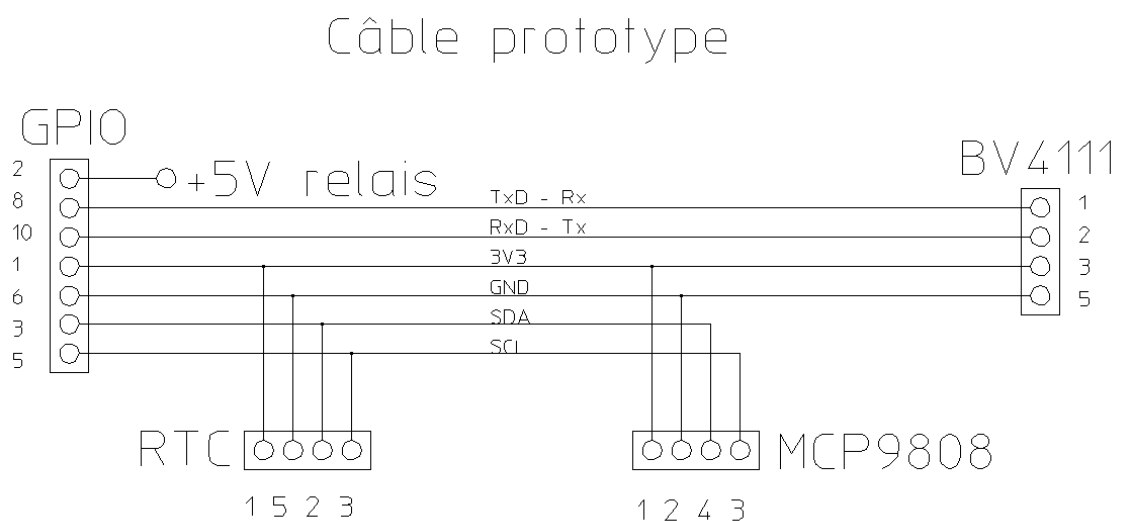 Câble prototype
GPIO
BV4111
2
+5V relais
8
TxD - Rx
1
10
RxD - Tx
2
1
3V3
3
6
GND
5
3
SDA
5
SCL
RTC
MCP9808
1 5 2 3
1 2 4 3